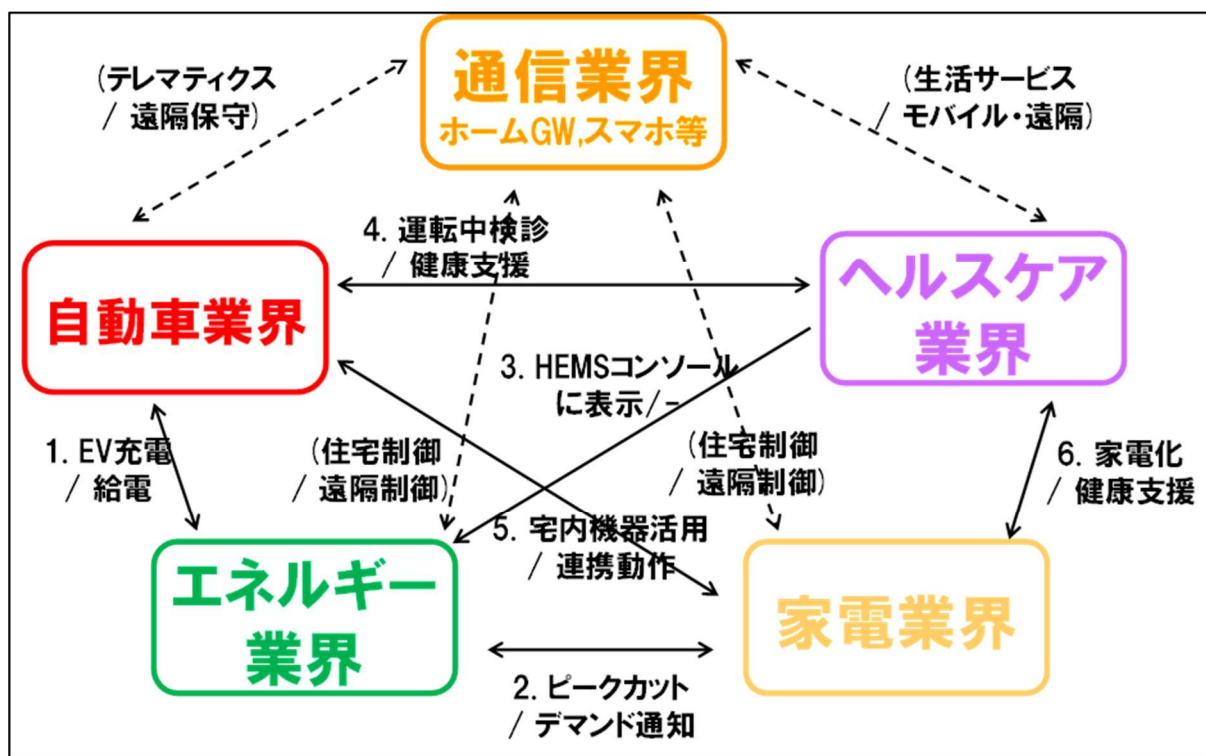 通信業界
ホームGW,スマホ等
(テレマティクス
/ 遠隔保守)
(生活サービス
/ モバイル・遠隔)
4. 運転中検診
/ 健康支援
自動車業界
ヘルスケア
業界
3. HEMSコンソール
に表示/-
1. EV充電
/ 給電
(住宅制御
/ 遠隔制御)
(住宅制御
/ 遠隔制御)
6. 家電化
/ 健康支援
5. 宅内機器活用
/ 連携動作
エネルギー
業界
家電業界
2. ピークカット
/ デマンド通知